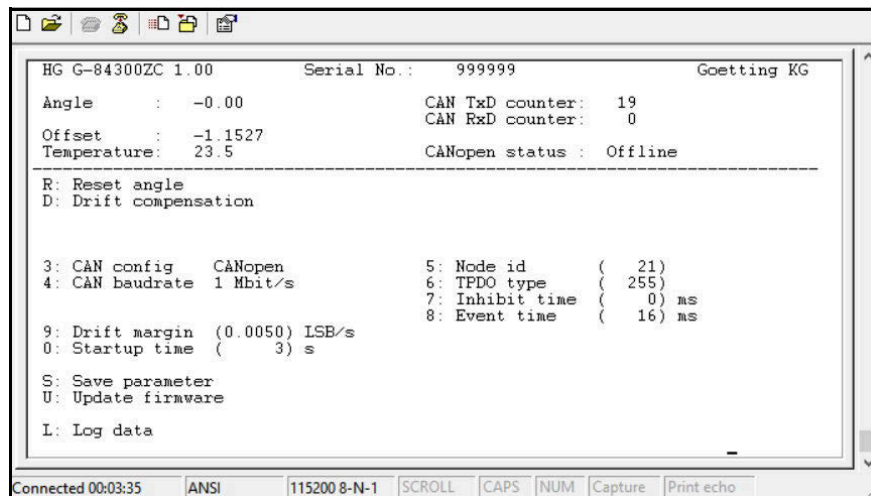 HG G-84300ZC 1.00 Serial No.: 999999 Goetting KG
Angle : -0.00 CAN TxD counter: 19
CAN RxD counter: 0
Offset : -1.1527
Temperature: 23.5 CANopen status : Offline
R: Reset angle
D: Drift compensation
3: CAN config CANopen 5: Node id ( 21)
4: CAN baudrate 1 Mbit/s 6: TPDO type ( 255)
7: Inhibit time ( 0) ms
8: Event time ( 16) ms
9: Drift margin (0.0050) LSB/s
0: Startup time ( 3) s
S: Save parameter
U: Update firmware
L: Log data
Connected 00:03:35 ANSI 115200 8-N-1 SCROLL CAPS NUM Capture Print echo